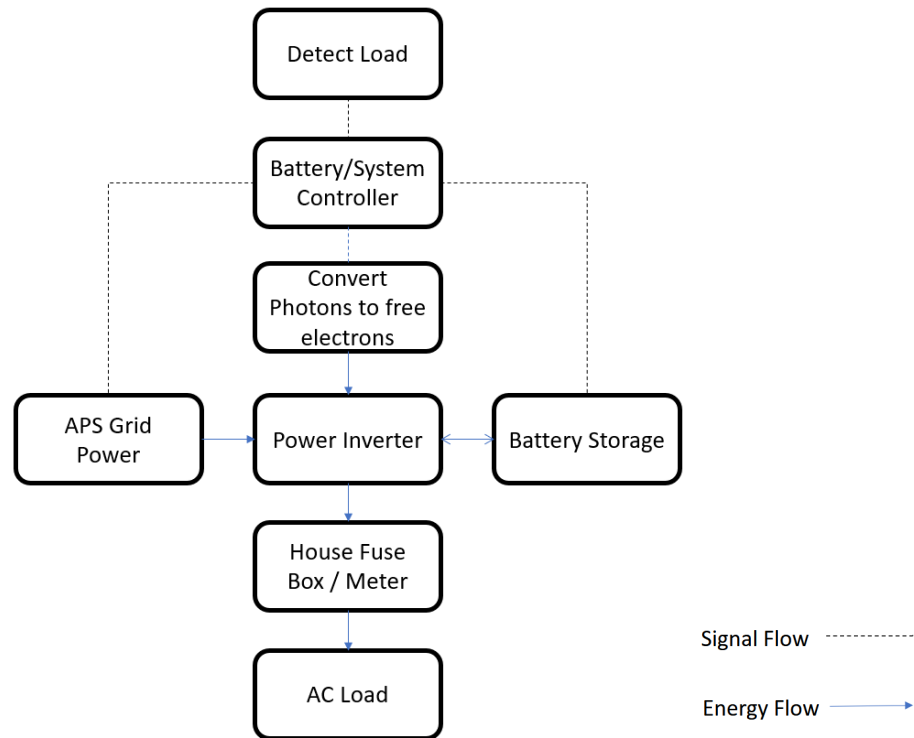 Detect Load
Battery/System
Controller
Convert
Photons to free
electrons
APS Grid
Power
Power Inverter
Battery Storage
House Fuse
Box / Meter
AC Load
Signal Flow
Energy Flow